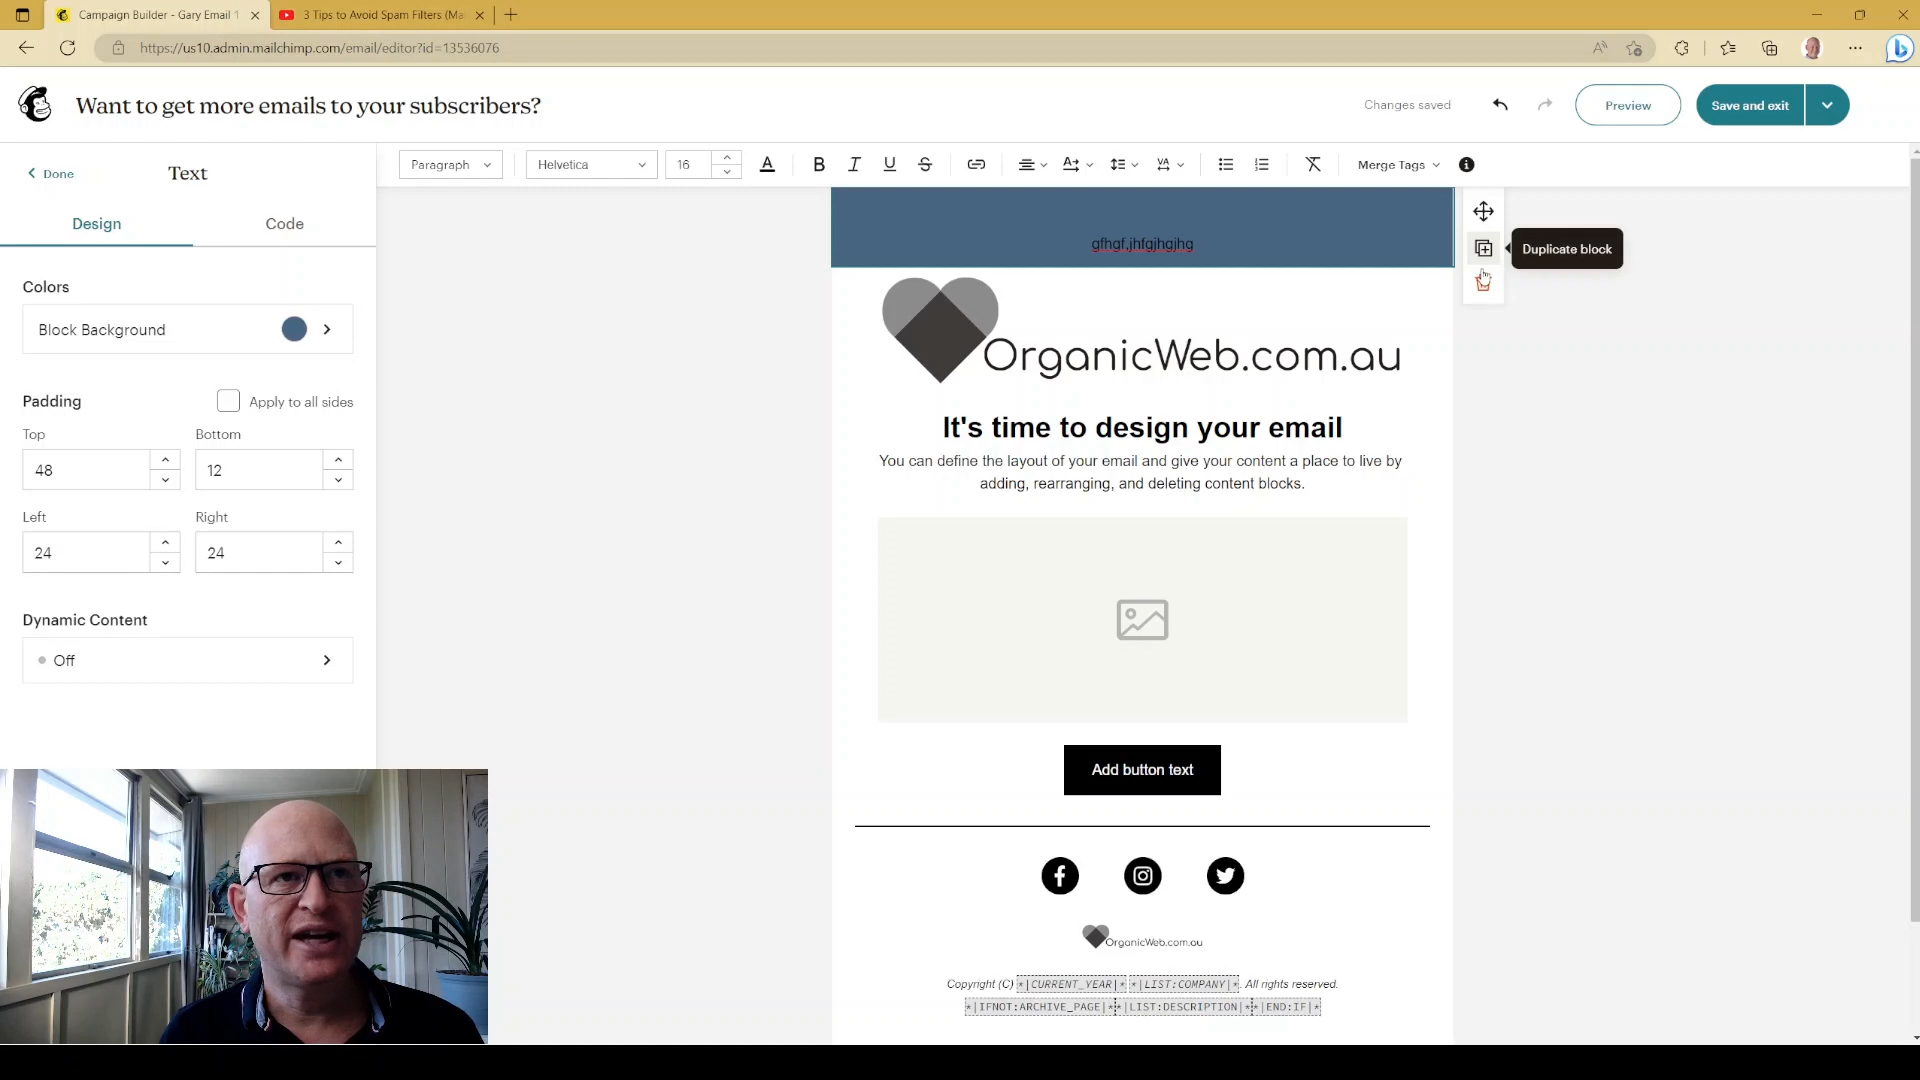 Campaign Builder - Gary Email 1
3 Tips to Avoid Spam Filters (Ma
https://us10.admin.mailchimp.com/email/editor?id=13536076
Want to get more emails to your subscribers?
Changes saved
Preview
Save and exit
Done
Text
Paragraph
Helvetica
16
Merge Tags
Design
Code
gfhgf,jhfgjhgjhg
Duplicate block
Colors
Block Background
OrganicWeb.com.au
Padding
Apply to all sides
Top
Bottom
48
12
Left
Right
24
24
It's time to design your email
You can define the layout of your email and give your content a place to live by
adding, rearranging, and deleting content blocks.
Dynamic Content
Off
Add button text
OrganicWeb.com.au
Copyright (C) *|CURRENT_YEAR|* *|LIST:COMPANY|*. All rights reserved.
*|IFNOT:ARCHIVE_PAGE|* *|LIST:DESCRIPTION|* *|END:IF|*